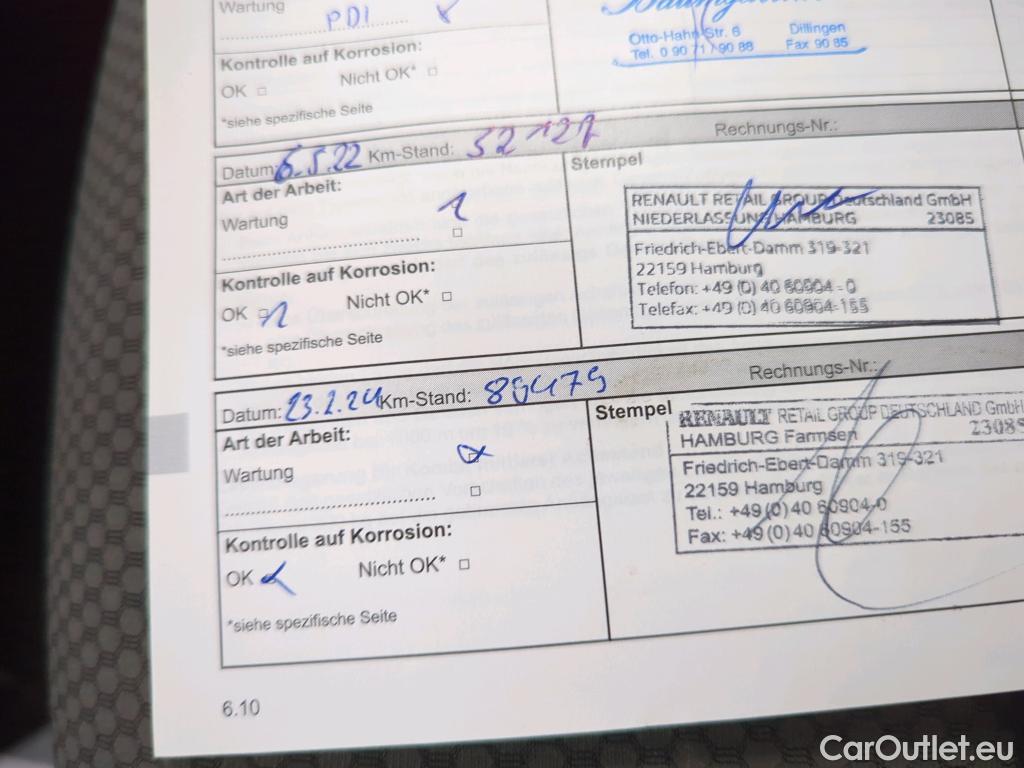 Wartung
PDI
Kontrolle auf Korrosion:
OK Nicht OK*
*siehe spezifische Seite
Otto-Hahn-Str. 6 Dillingen
Tel. 0 90 71 / 90 88 Fax 90 85
Datum: 6.5.22 Km-Stand: 52 127 Rechnungs-Nr.:
Art der Arbeit:
Wartung
Kontrolle auf Korrosion:
OK Nicht OK*
*siehe spezifische Seite
Stempel
RENAULT RETAIL GROUP Deutschland GmbH
NIEDERLASSUNG HAMBURG 23085
Friedrich-Ebert-Damm 319-321
22159 Hamburg
Telefon: +49 (0) 40 60904 - 0
Telefax: +49 (0) 40 60904-155
Datum: 23.2.24 Km-Stand: 89479 Rechnungs-Nr.:
Art der Arbeit:
Wartung
Kontrolle auf Korrosion:
OK Nicht OK*
*siehe spezifische Seite
Stempel
RENAULT RETAIL GROUP DEUTSCHLAND GmbH
HAMBURG Farmsen 23085
Friedrich-Ebert-Damm 319-321
22159 Hamburg
Tel.: +49 (0) 40 60904-0
Fax: +49 (0) 40 60904-155
6.10
CarOutlet.eu